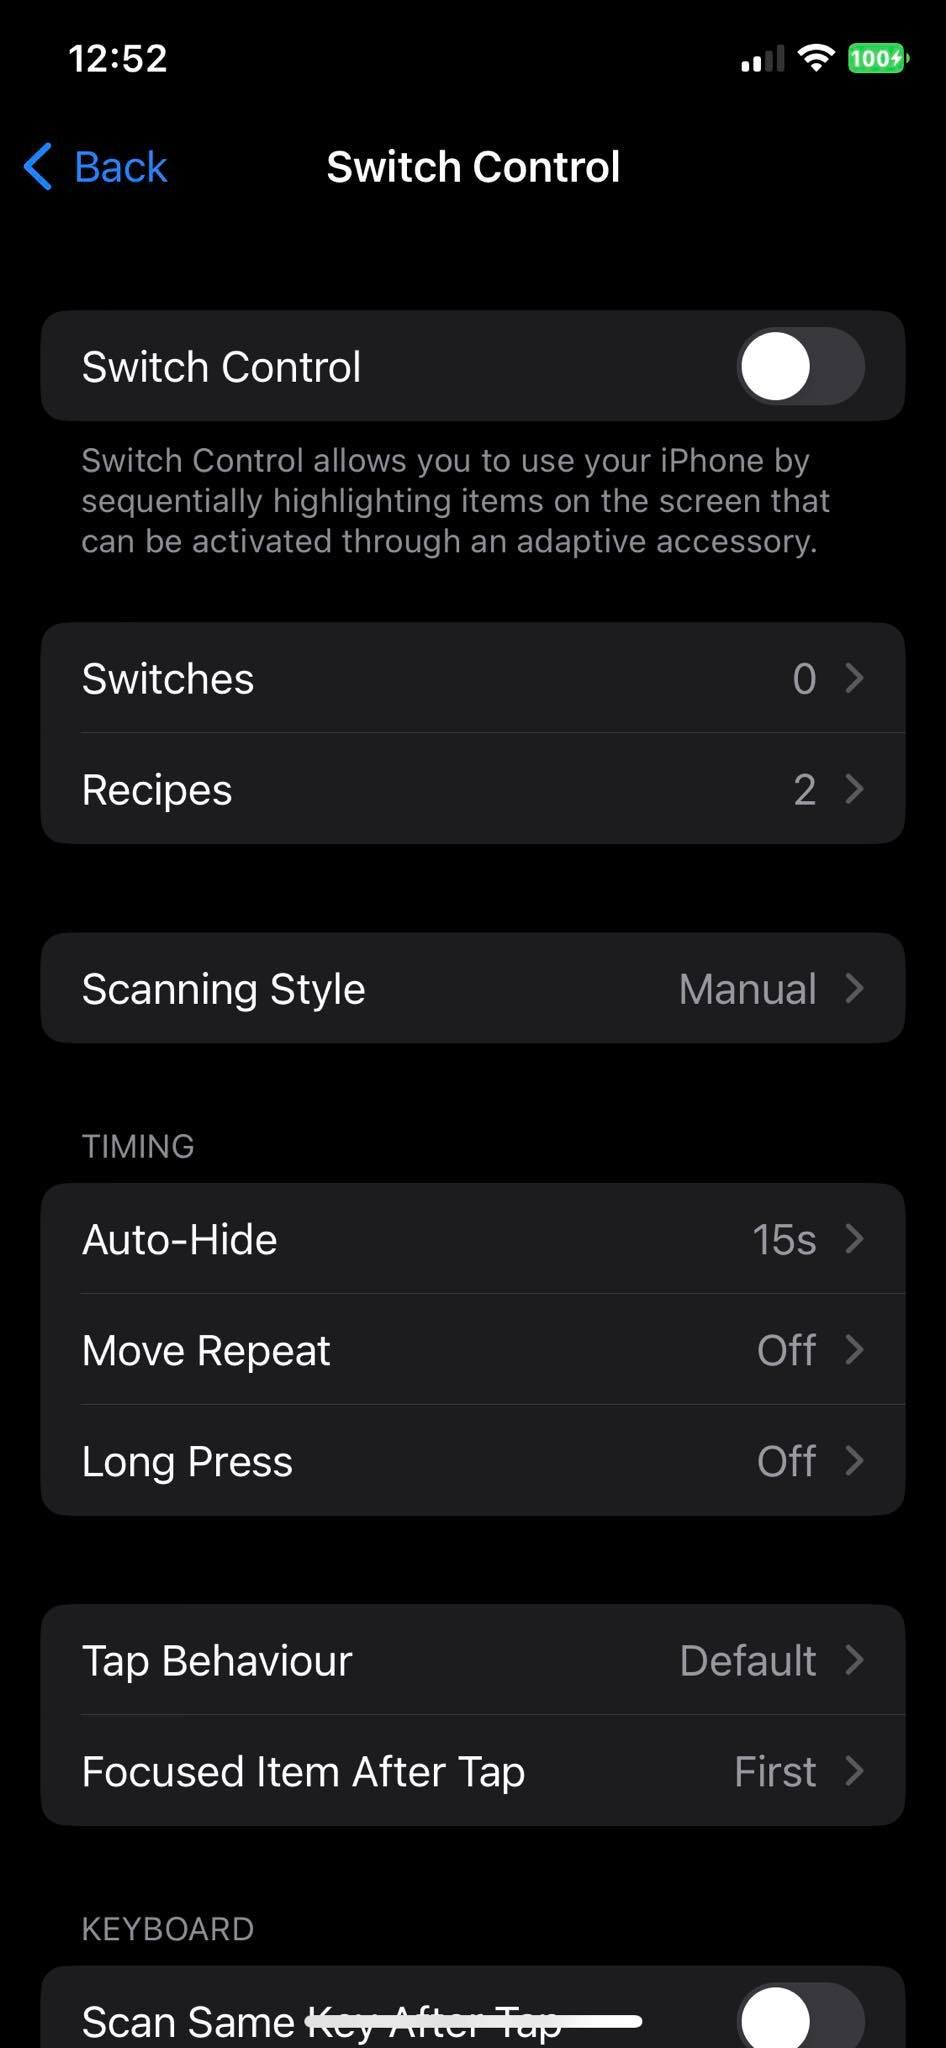 12:52
100
Back
Switch Control
Switch Control
Switch Control allows you to use your iPhone by
sequentially highlighting items on the screen that
can be activated through an adaptive accessory.
Switches 0
Recipes 2
Scanning Style Manual
TIMING
Auto-Hide 15s
Move Repeat Off
Long Press Off
Tap Behaviour Default
Focused Item After Tap First
KEYBOARD
Scan Same Key After Tap